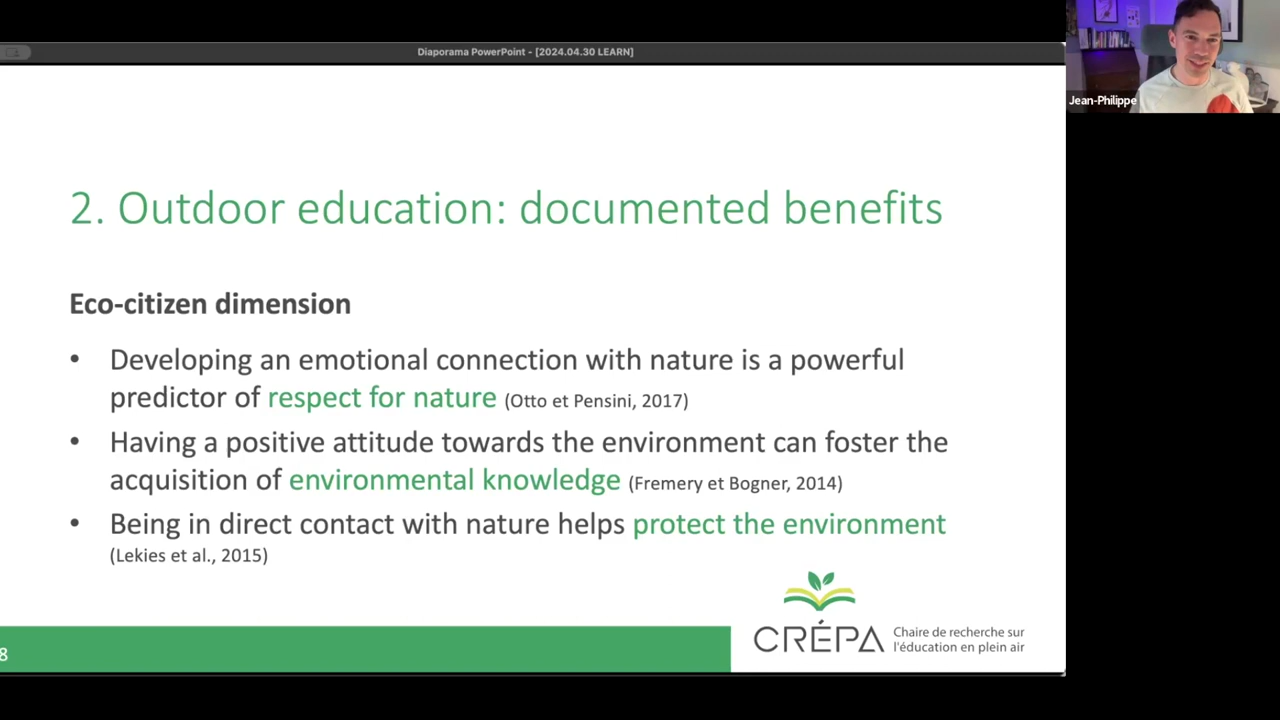 Diaporama PowerPoint - [2024.04.30 LEARN]
Jean-Philippe
2. Outdoor education: documented benefits
Eco-citizen dimension
• Developing an emotional connection with nature is a powerful
predictor of respect for nature (Otto et Pensini, 2017)
• Having a positive attitude towards the environment can foster the
acquisition of environmental knowledge (Fremery et Bogner, 2014)
• Being in direct contact with nature helps protect the environment
(Lekies et al., 2015)
CRÉPA
Chaire de recherche sur
l'éducation en plein air
8